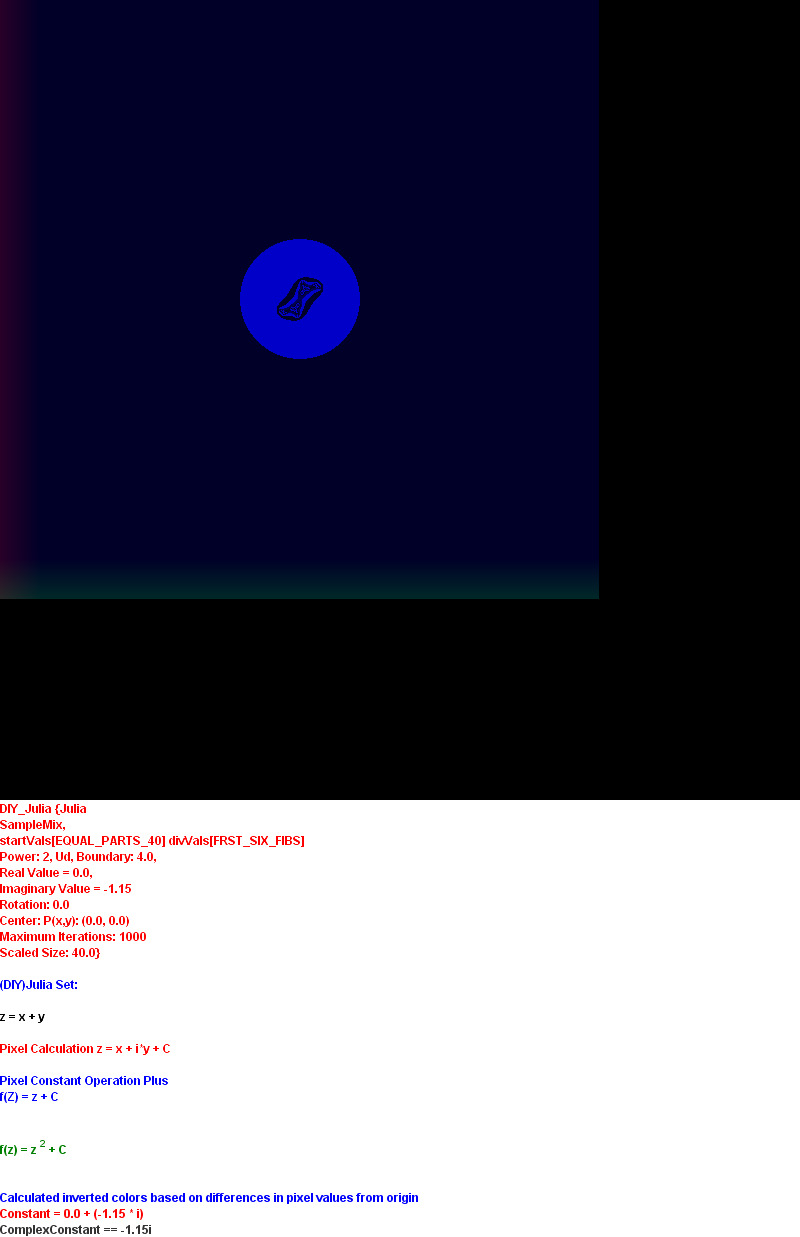 DIY_Julia {Julia
SampleMix,
startVals[EQUAL_PARTS_40] divVals[FRST_SIX_FIBS]
Power: 2, Ud, Boundary: 4.0,
Real Value = 0.0,
Imaginary Value = -1.15
Rotation: 0.0
Center: P(x,y): (0.0, 0.0)
Maximum Iterations: 1000
Scaled Size: 40.0}
(DIY)Julia Set:
z = x + y
Pixel Calculation z = x + i*y + C
Pixel Constant Operation Plus
f(Z) = z + C
f(z) = z ² + C
Calculated inverted colors based on differences in pixel values from origin
Constant = 0.0 + (-1.15 * i)
ComplexConstant == -1.15i